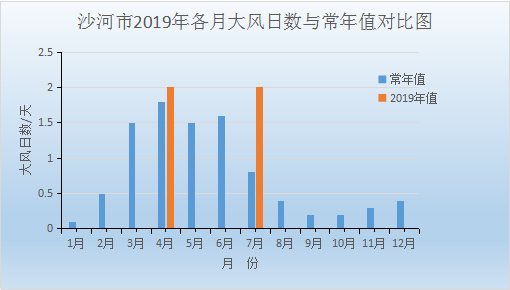 沙河市2019年各月大风日数与常年值对比图
2.5
2
1.5
1
0.5
0
大风日数/天
常年值
2019年值
1月 2月 3月 4月 5月 6月 7月 8月 9月 10月 11月 12月
月 份